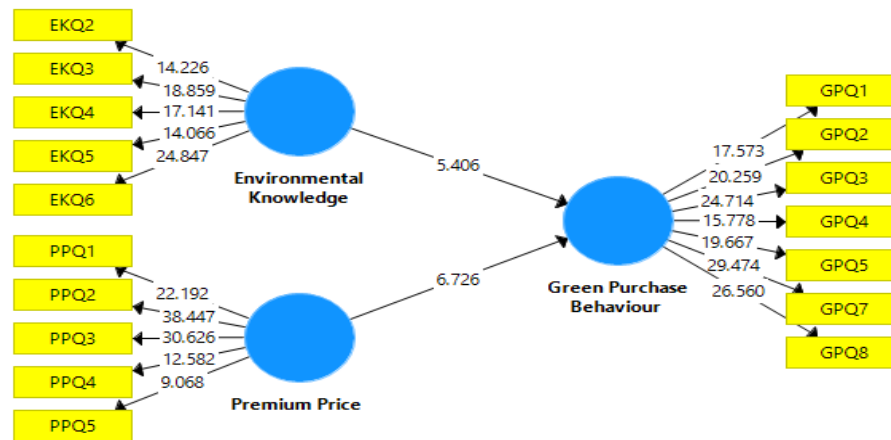 EKQ2
EKQ3
EKQ4
EKQ5
EKQ6
14.226
18.859
17.141
14.066
24.847
Environmental
Knowledge
5.406
PPQ1
PPQ2
PPQ3
PPQ4
PPQ5
22.192
38.447
30.626
12.582
9.068
Premium Price
6.726
Green Purchase
Behaviour
17.573
20.259
24.714
15.778
19.667
29.474
26.560
GPQ1
GPQ2
GPQ3
GPQ4
GPQ5
GPQ7
GPQ8